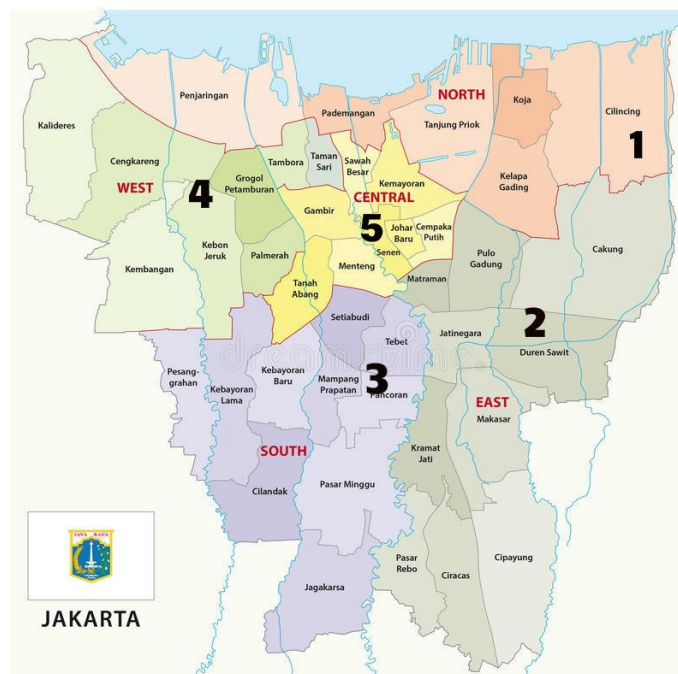 NORTH
Penjaringan
Pademangan
Koja
Tanjung Priok
Cilincing
Kelapa
Gading
1
Kalideres
Cengkareng
WEST
4
Grogol
Petamburan
Tambora
Taman
Sari
Kebon
Jeruk
Kembangan
Palmerah
Sawah
Besar
Kemayoran
CENTRAL
Gambir
5
Johar
Baru
Cempaka
Putih
Senen
Menteng
Tanah
Abang
Matraman
Pulo
Gadung
Cakung
2
Jatinegara
Duren Sawit
EAST
Makasar
Kramat
Jati
Pasar
Rebo
Ciracas
Cipayung
Setiabudi
Tebet
3
Pancoran
Mampang
Prapatan
Kebayoran
Baru
Kebayoran
Lama
Pesang-
grahan
SOUTH
Cilandak
Pasar Minggu
Jagakarsa
dreamstime
JAYA RAYA
JAKARTA